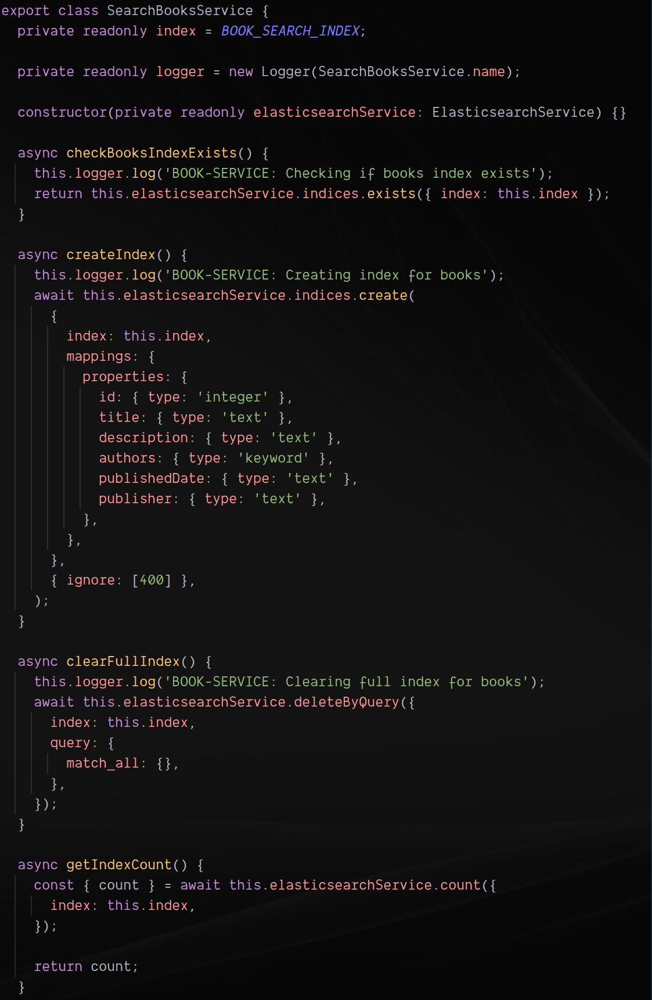 export class SearchBooksService {
  private readonly index = BOOK_SEARCH_INDEX;

  private readonly logger = new Logger(SearchBooksService.name);

  constructor(private readonly elasticsearchService: ElasticsearchService) {}

  async checkBooksIndexExists() {
    this.logger.log('BOOK-SERVICE: Checking if books index exists');
    return this.elasticsearchService.indices.exists({ index: this.index });
  }

  async createIndex() {
    this.logger.log('BOOK-SERVICE: Creating index for books');
    await this.elasticsearchService.indices.create(
      {
        index: this.index,
        mappings: {
          properties: {
            id: { type: 'integer' },
            title: { type: 'text' },
            description: { type: 'text' },
            authors: { type: 'keyword' },
            publishedDate: { type: 'text' },
            publisher: { type: 'text' },
          },
        },
      },
      { ignore: [400] },
    );
  }

  async clearFullIndex() {
    this.logger.log('BOOK-SERVICE: Clearing full index for books');
    await this.elasticsearchService.deleteByQuery({
      index: this.index,
      query: {
        match_all: {},
      },
    });
  }

  async getIndexCount() {
    const { count } = await this.elasticsearchService.count({
      index: this.index,
    });

    return count;
  }